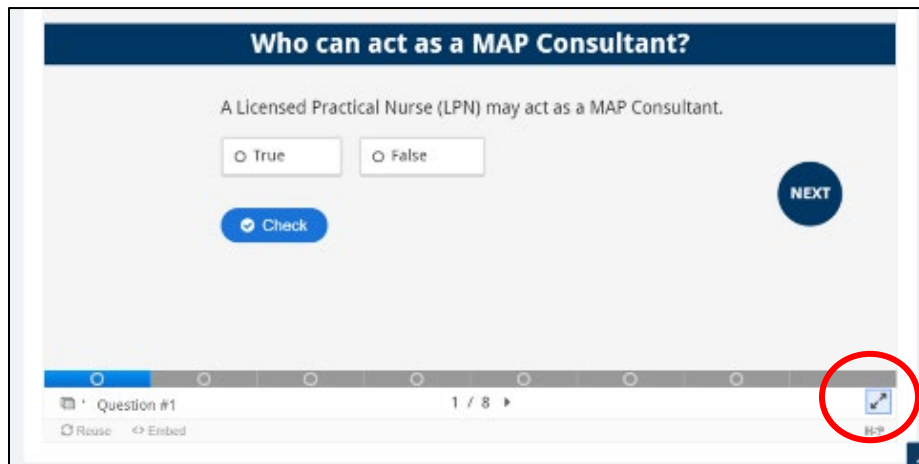 Who can act as a MAP Consultant?
A Licensed Practical Nurse (LPN) may act as a MAP Consultant.
True False
NEXT
Check
Question #1 1 / 8
Reuse <> Embed H-P